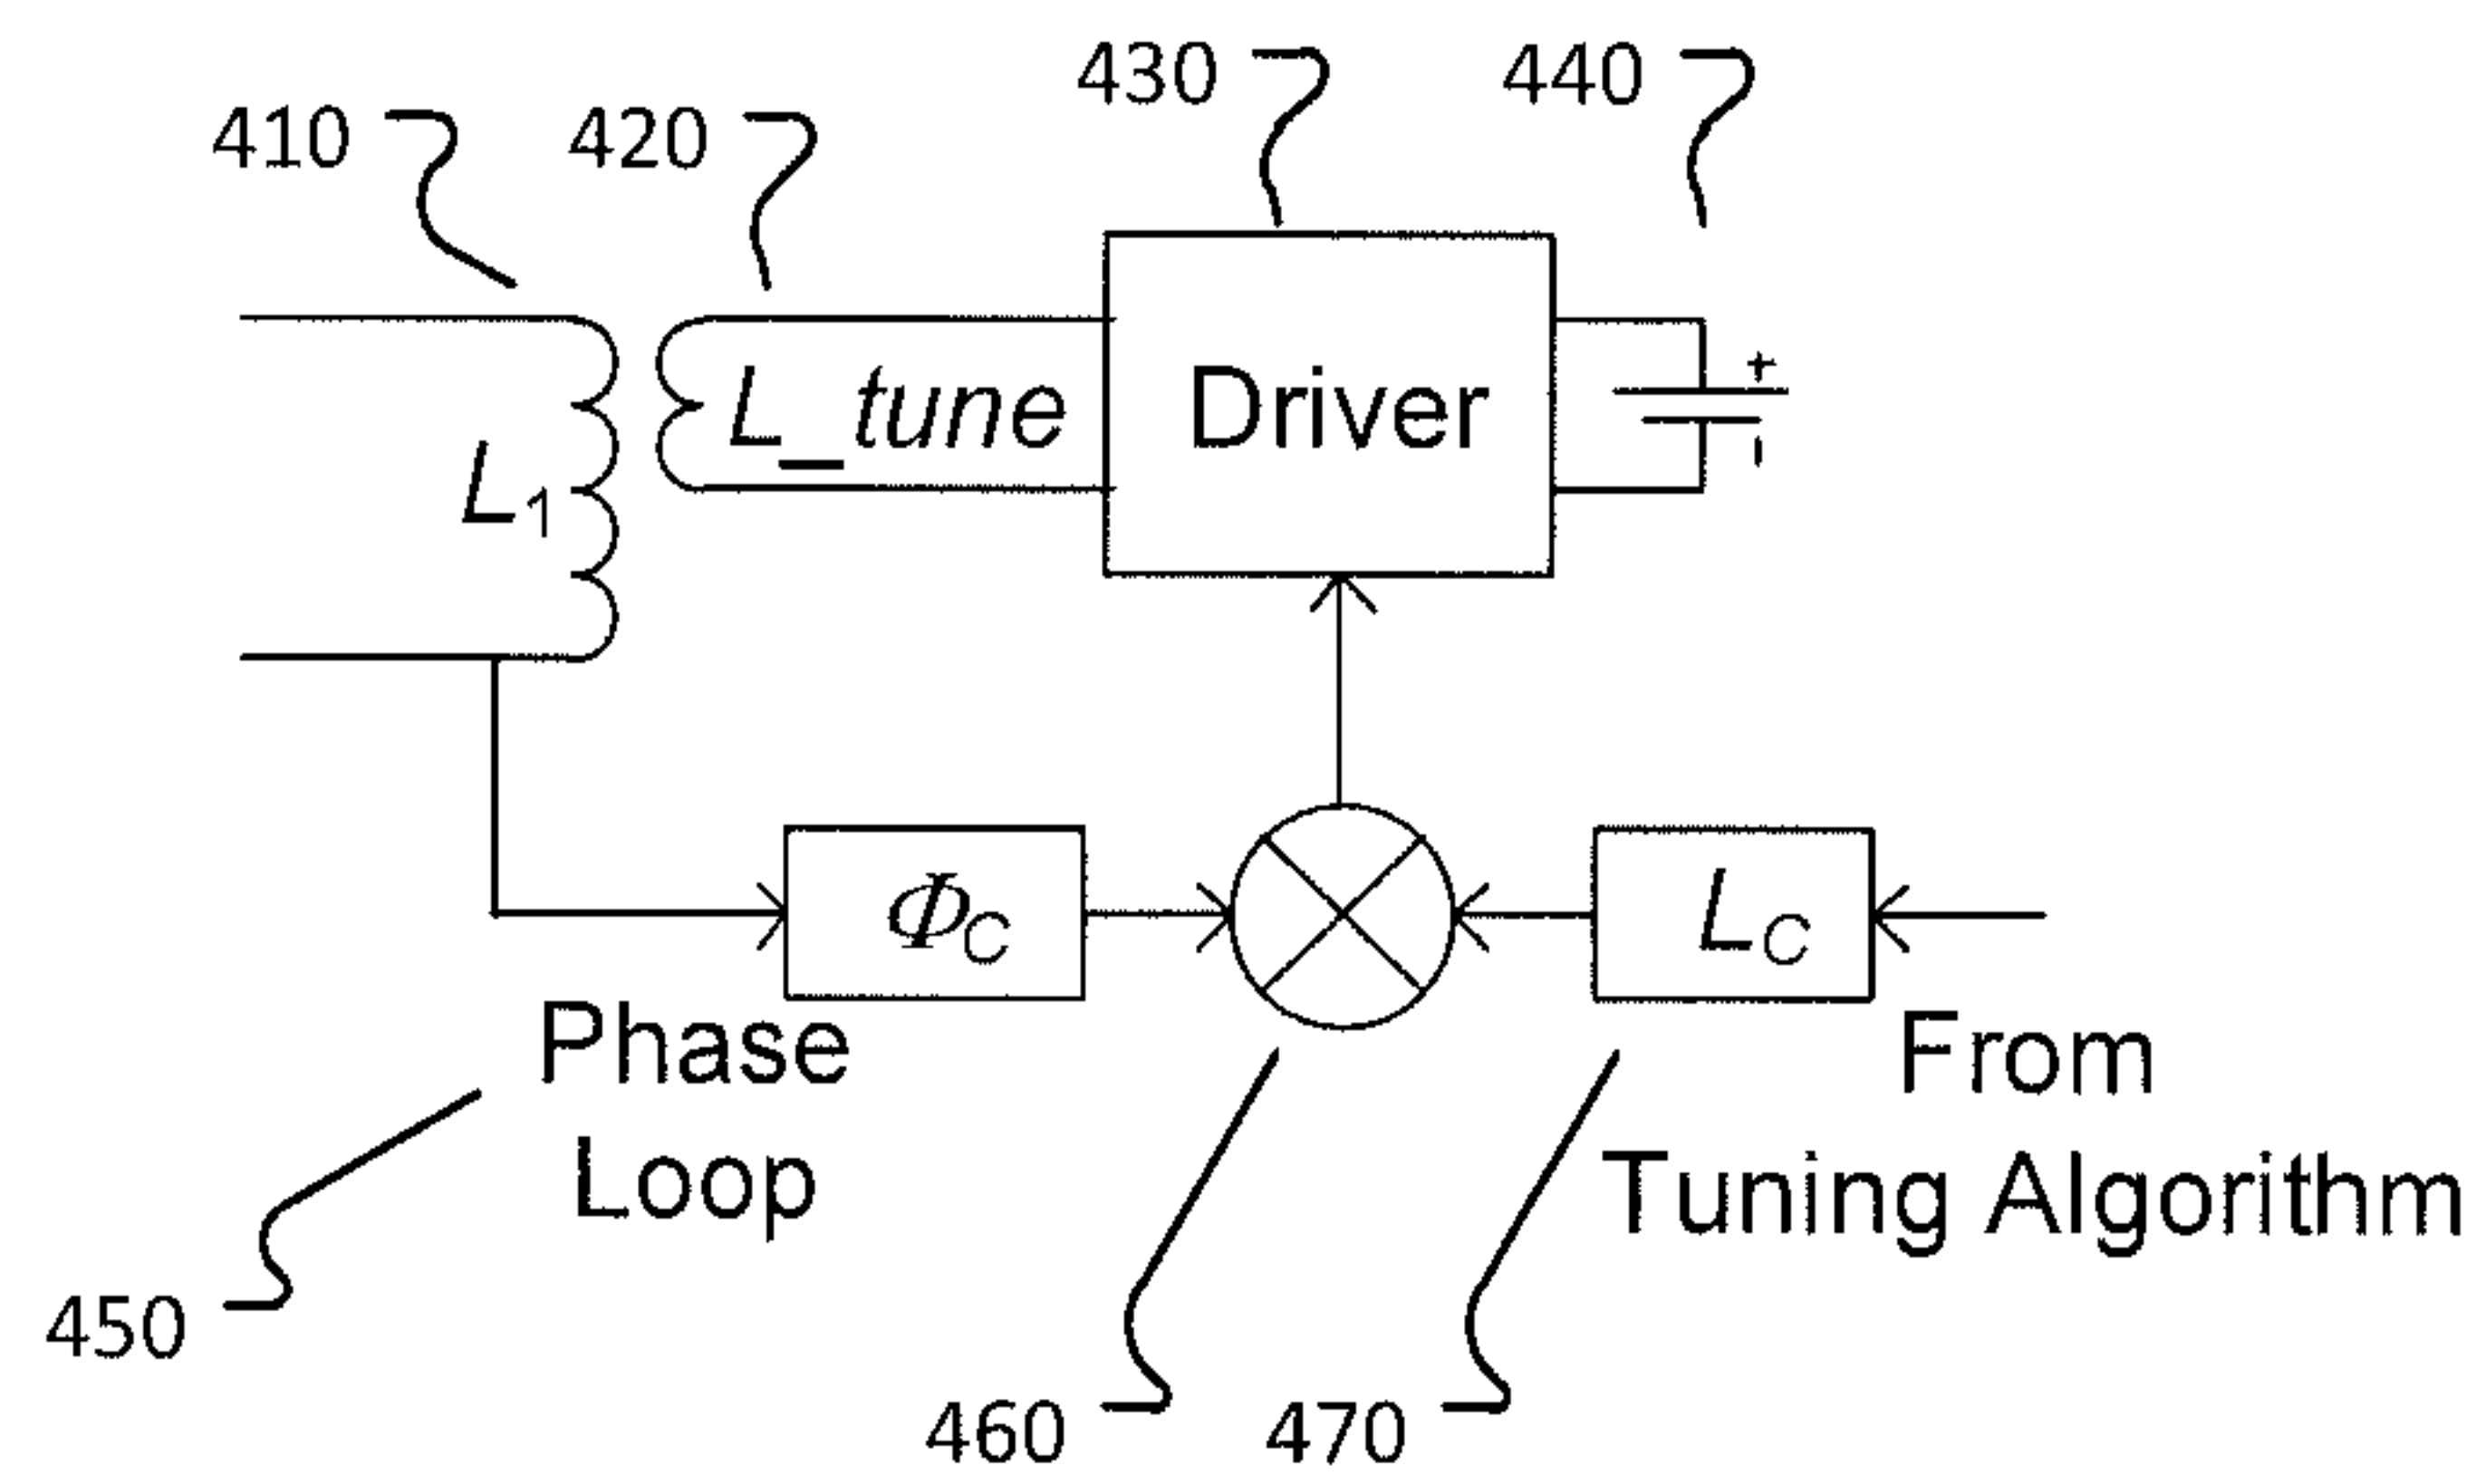 430
440
410
420
L_tune
Driver
+
-
L1
ΦC
LC
Phase
Loop
From
Tuning Algorithm
450
460
470